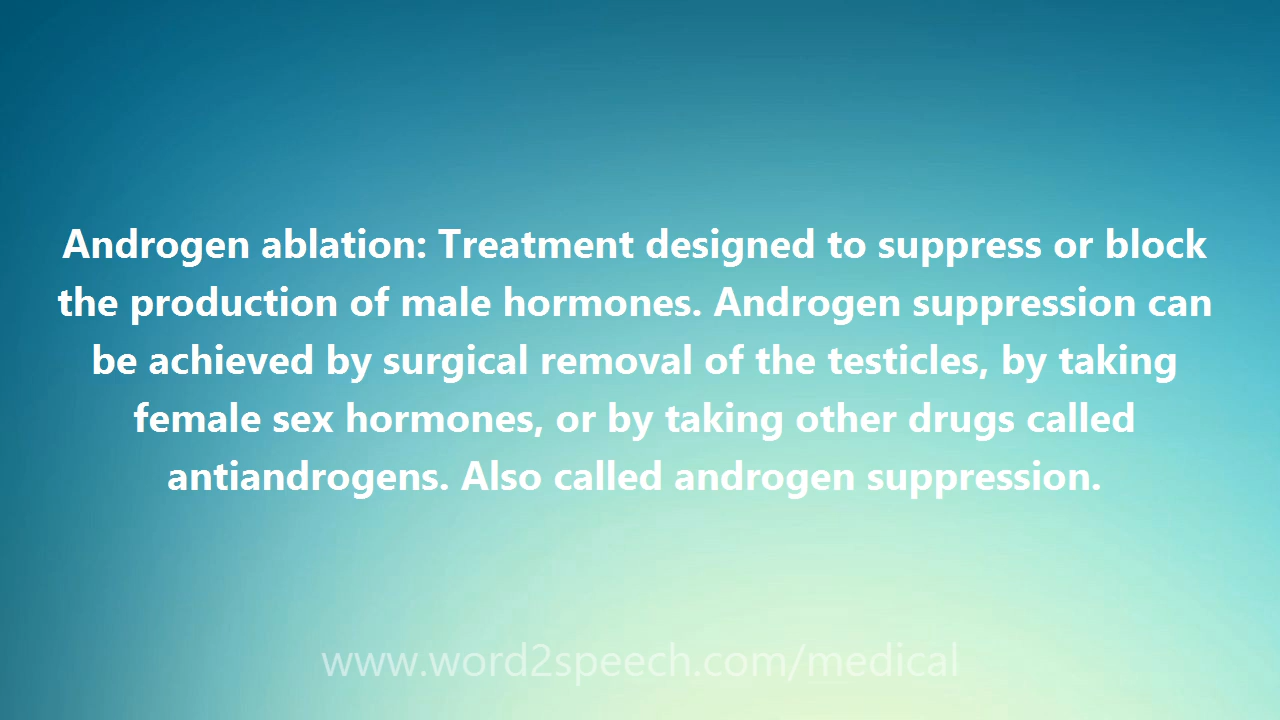 Androgen ablation: Treatment designed to suppress or block
the production of male hormones. Androgen suppression can
be achieved by surgical removal of the testicles, by taking
female sex hormones, or by taking other drugs called
antiandrogens. Also called androgen suppression.
www.word2speech.com/medical